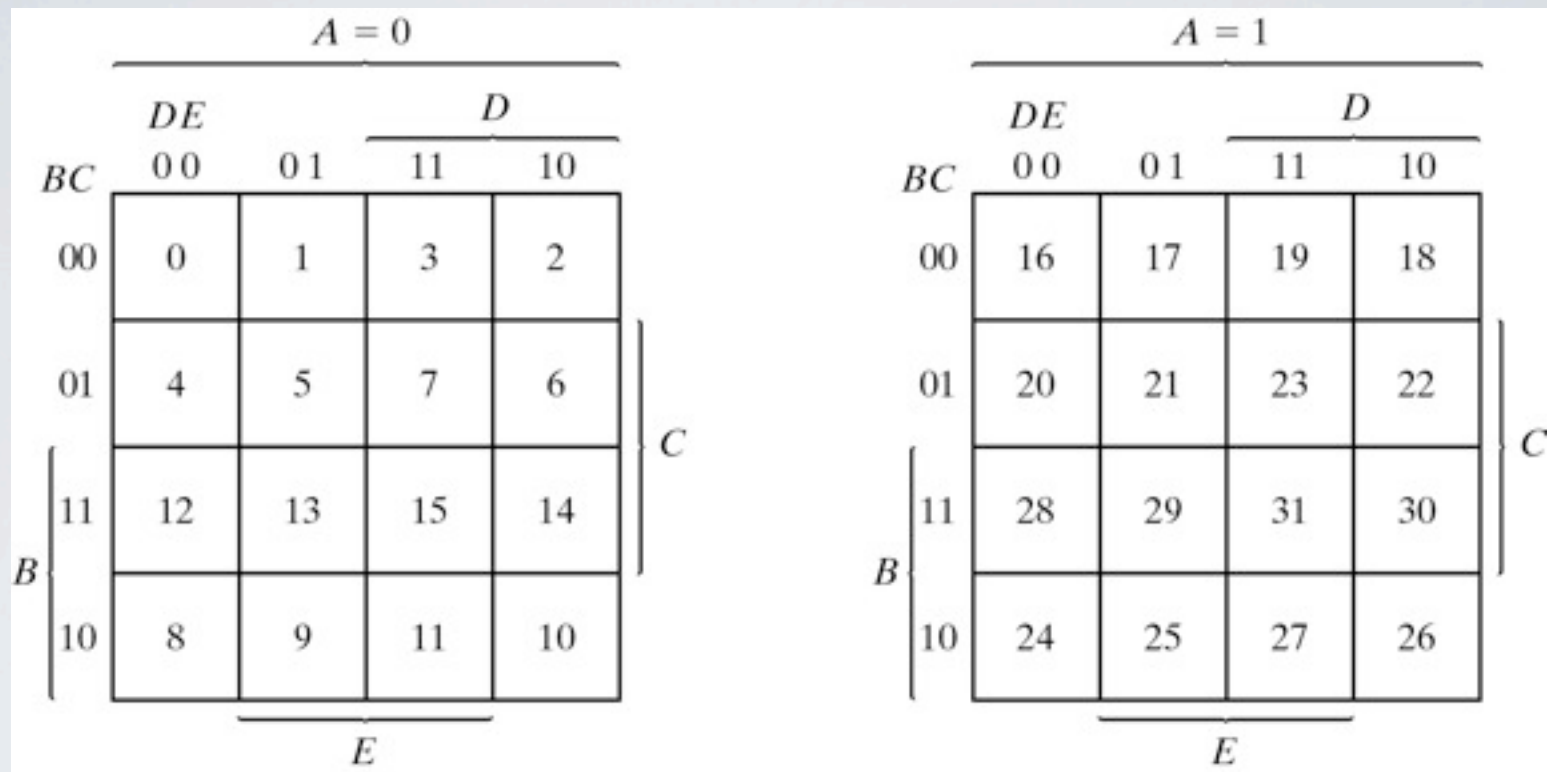 A = 0 A = 1
DE D DE D
BC 00 01 11 10 BC 00 01 11 10
00 0 1 3 2 00 16 17 19 18
01 4 5 7 6 01 20 21 23 22
C C
11 12 13 15 14 11 28 29 31 30
B B
10 8 9 11 10 10 24 25 27 26
E E